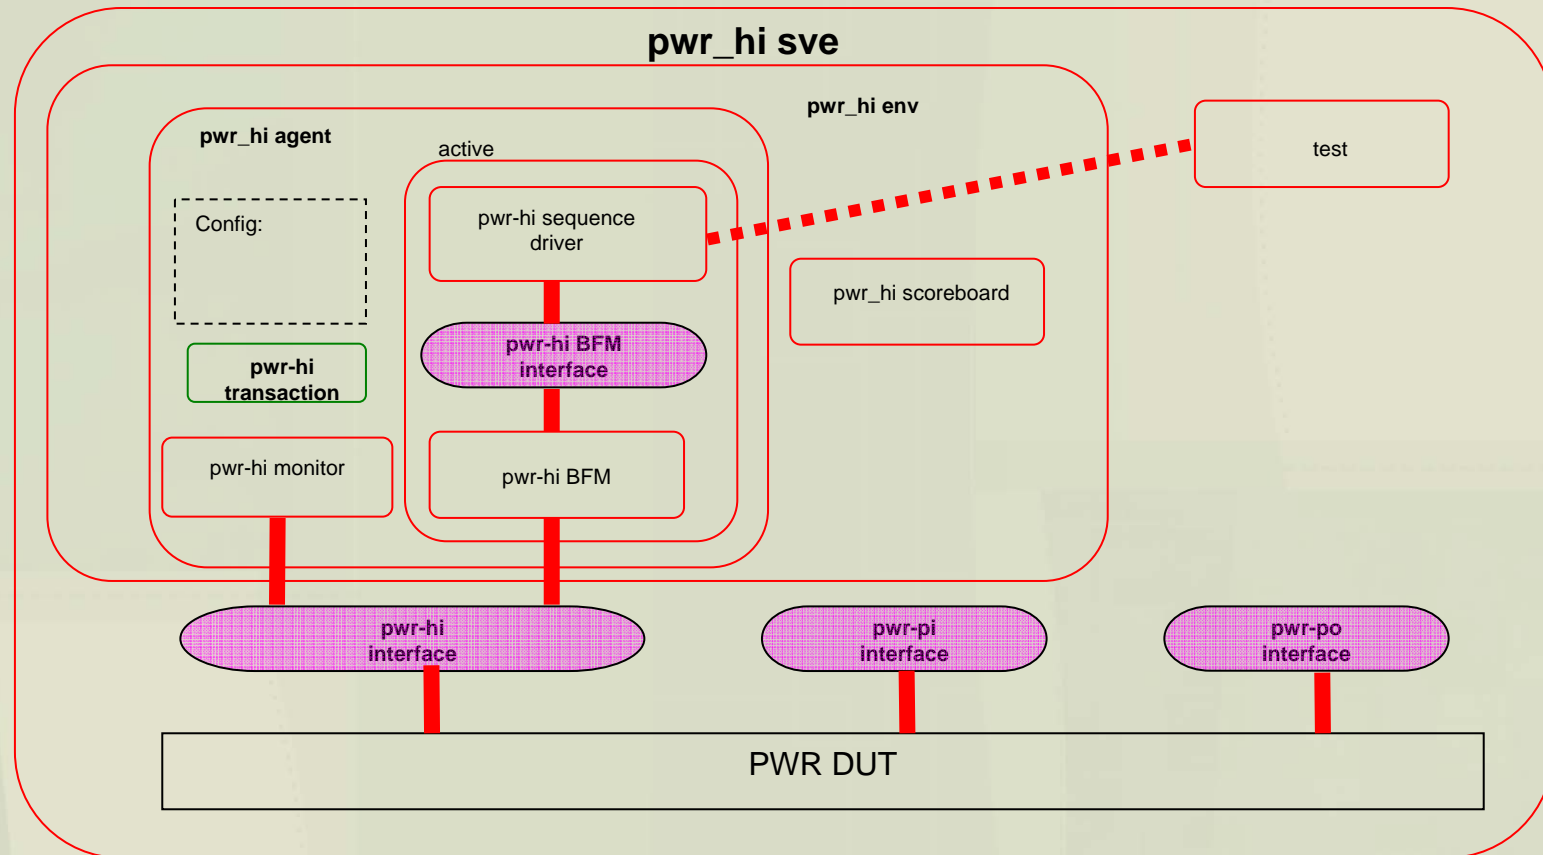 pwr_hi sve
pwr_hi env
pwr_hi agent
active
test
Config:
pwr-hi sequence
driver
pwr_hi scoreboard
pwr-hi BFM
interface
pwr-hi
transaction
pwr-hi monitor
pwr-hi BFM
pwr-hi
interface
pwr-pi
interface
pwr-po
interface
PWR DUT